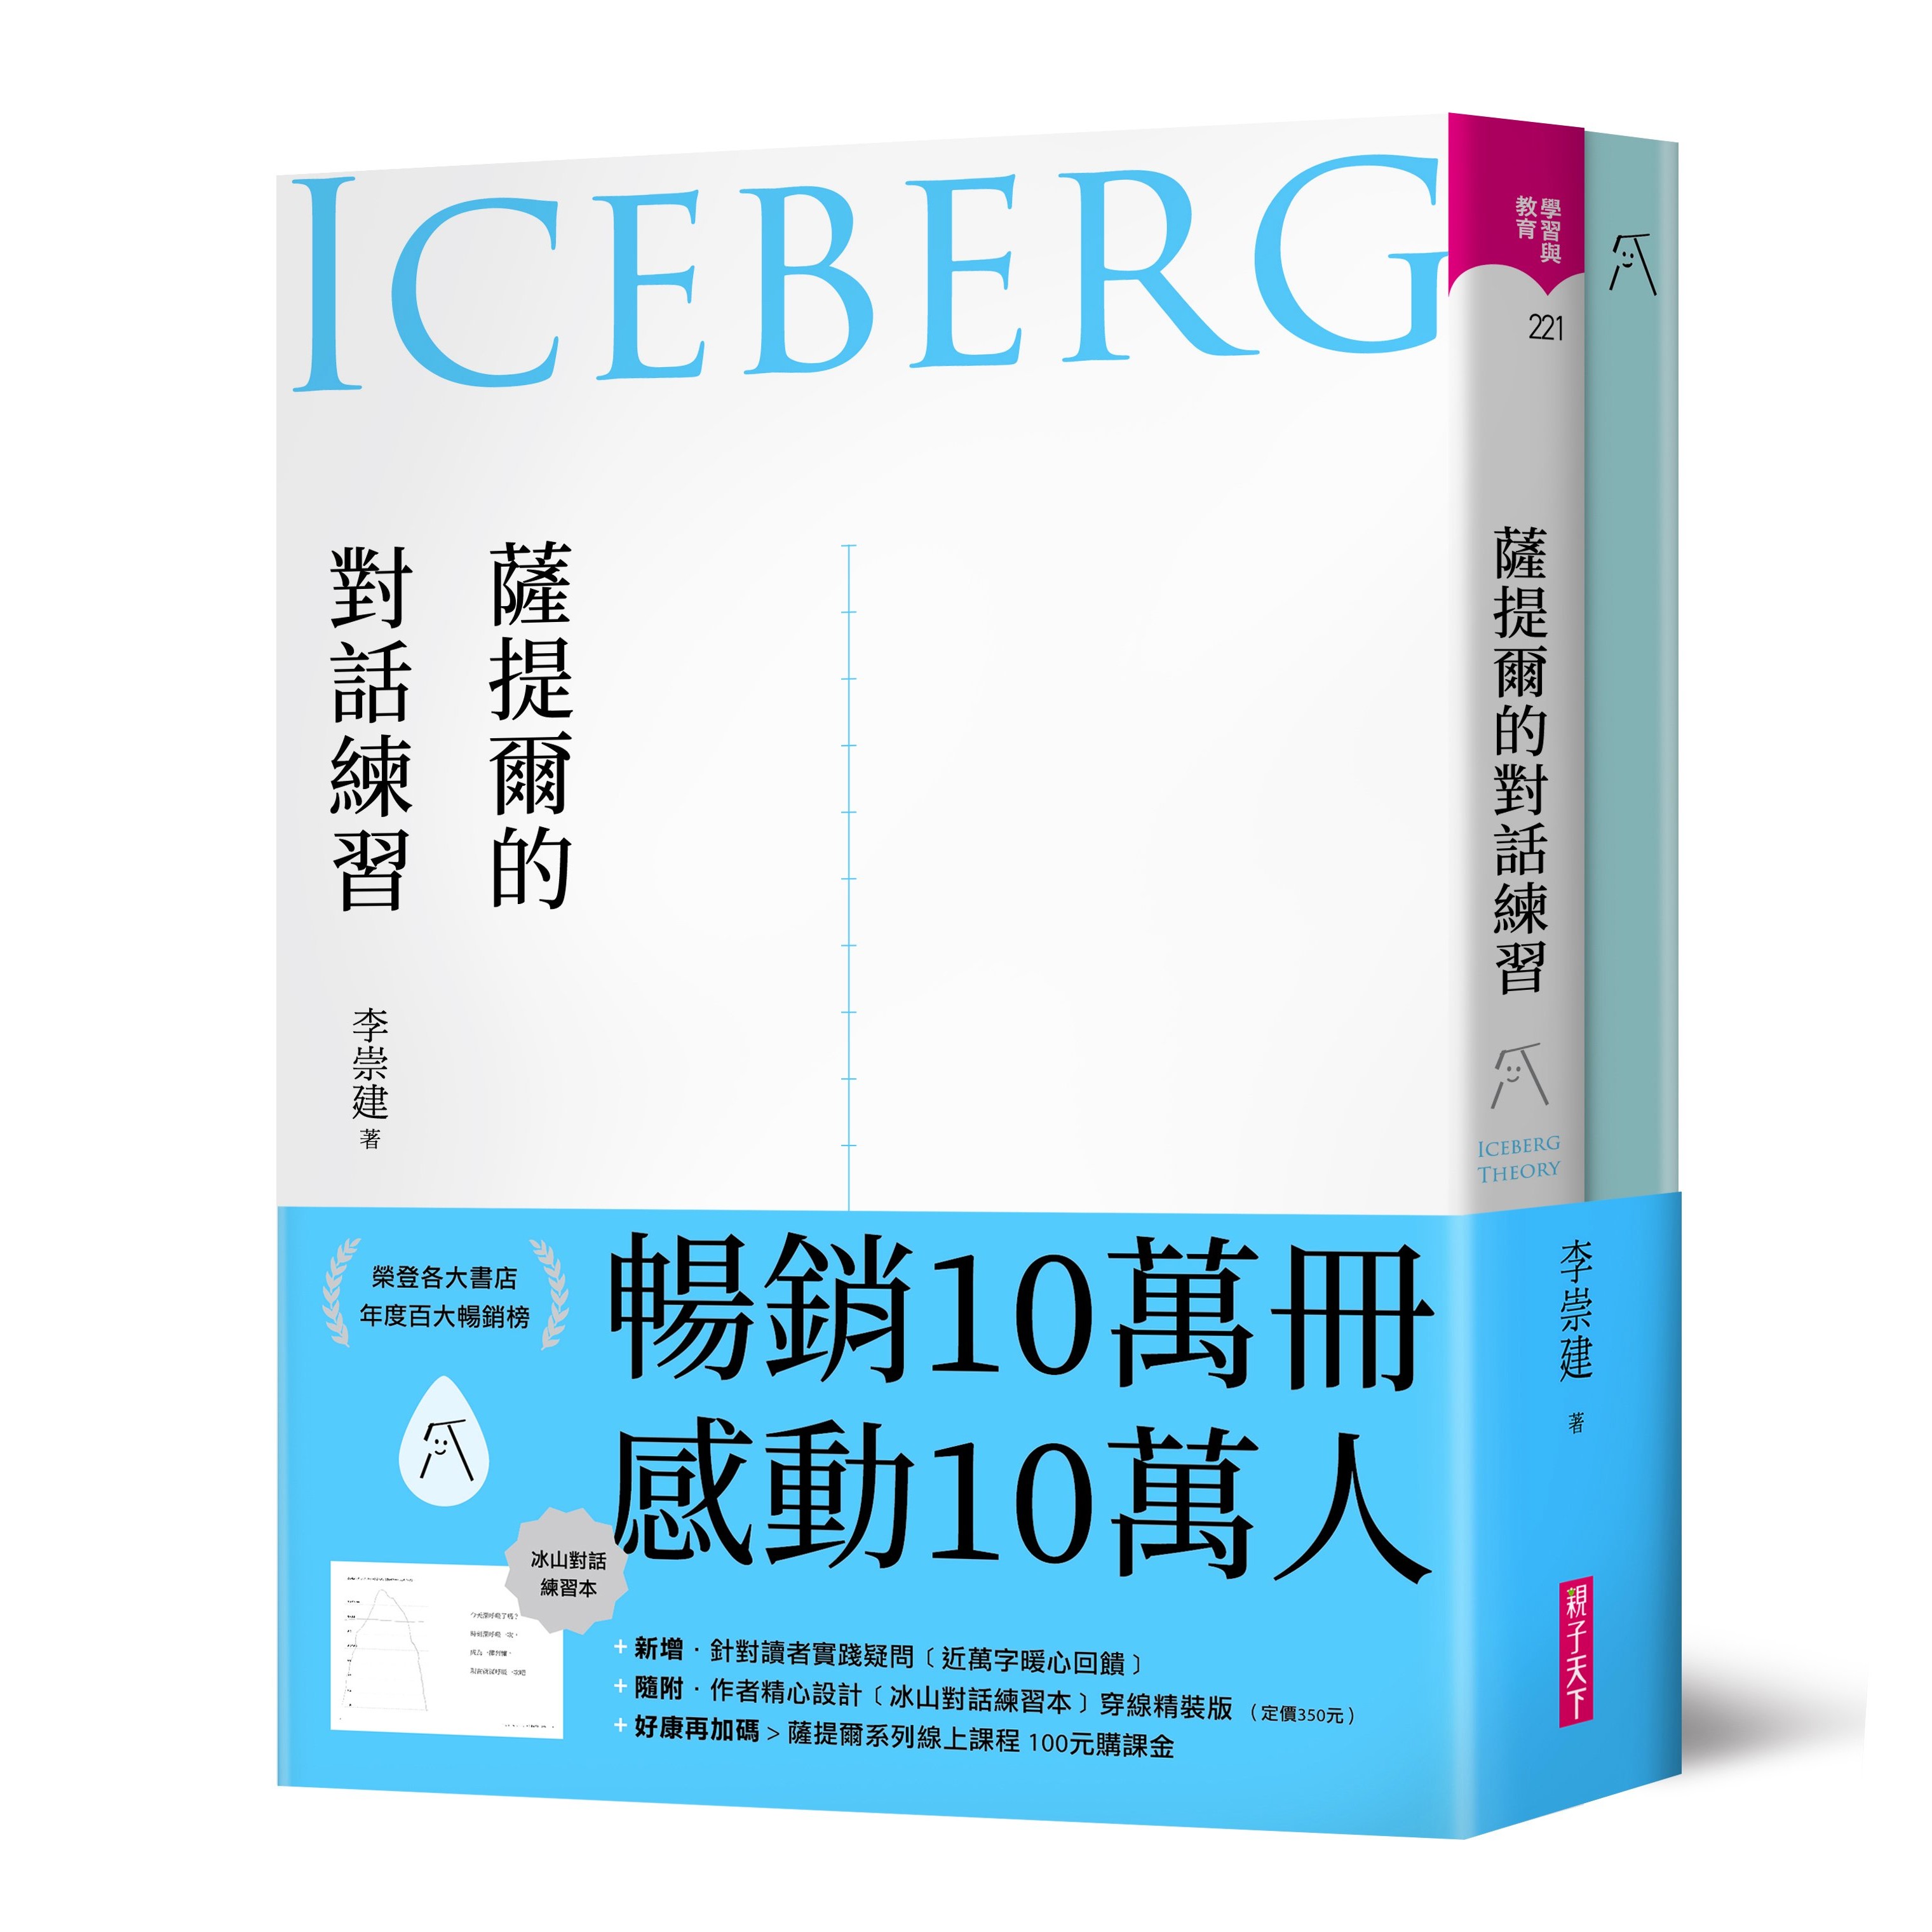 ICEBERG
薩提爾的
對話練習
李崇建 著
榮登各大書店
年度百大暢銷榜
暢銷10萬冊
感動10萬人
冰山對話
練習本
+ 新增・針對讀者實踐疑問〔近萬字暖心回饋〕
+ 隨附・作者精心設計〔冰山對話練習本〕穿線精裝版（定價350元）
+ 好康再加碼 > 薩提爾系列線上課程 100元購課金
學習與
教育
221
薩提爾的對話練習
ICEBERG
THEORY
李崇建 著
親子天下